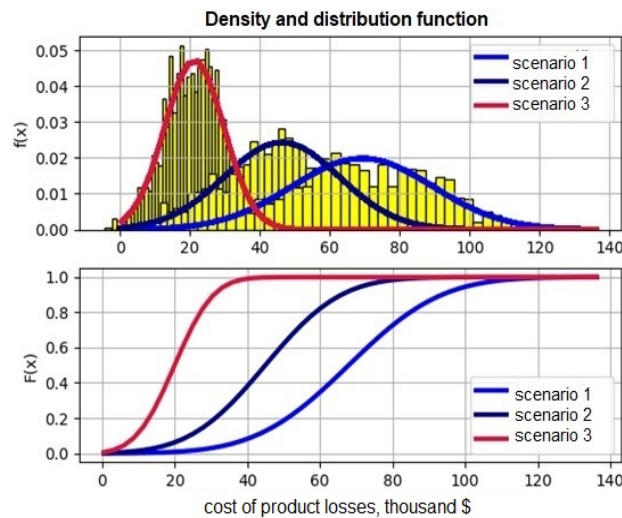 Density and distribution function
0.05
0.04
0.03
0.02
0.01
0.00
f(x)
scenario 1
scenario 2
scenario 3
0 20 40 60 80 100 120 140
1.0
0.8
0.6
0.4
0.2
0.0
F(x)
scenario 1
scenario 2
scenario 3
0 20 40 60 80 100 120 140
cost of product losses, thousand $